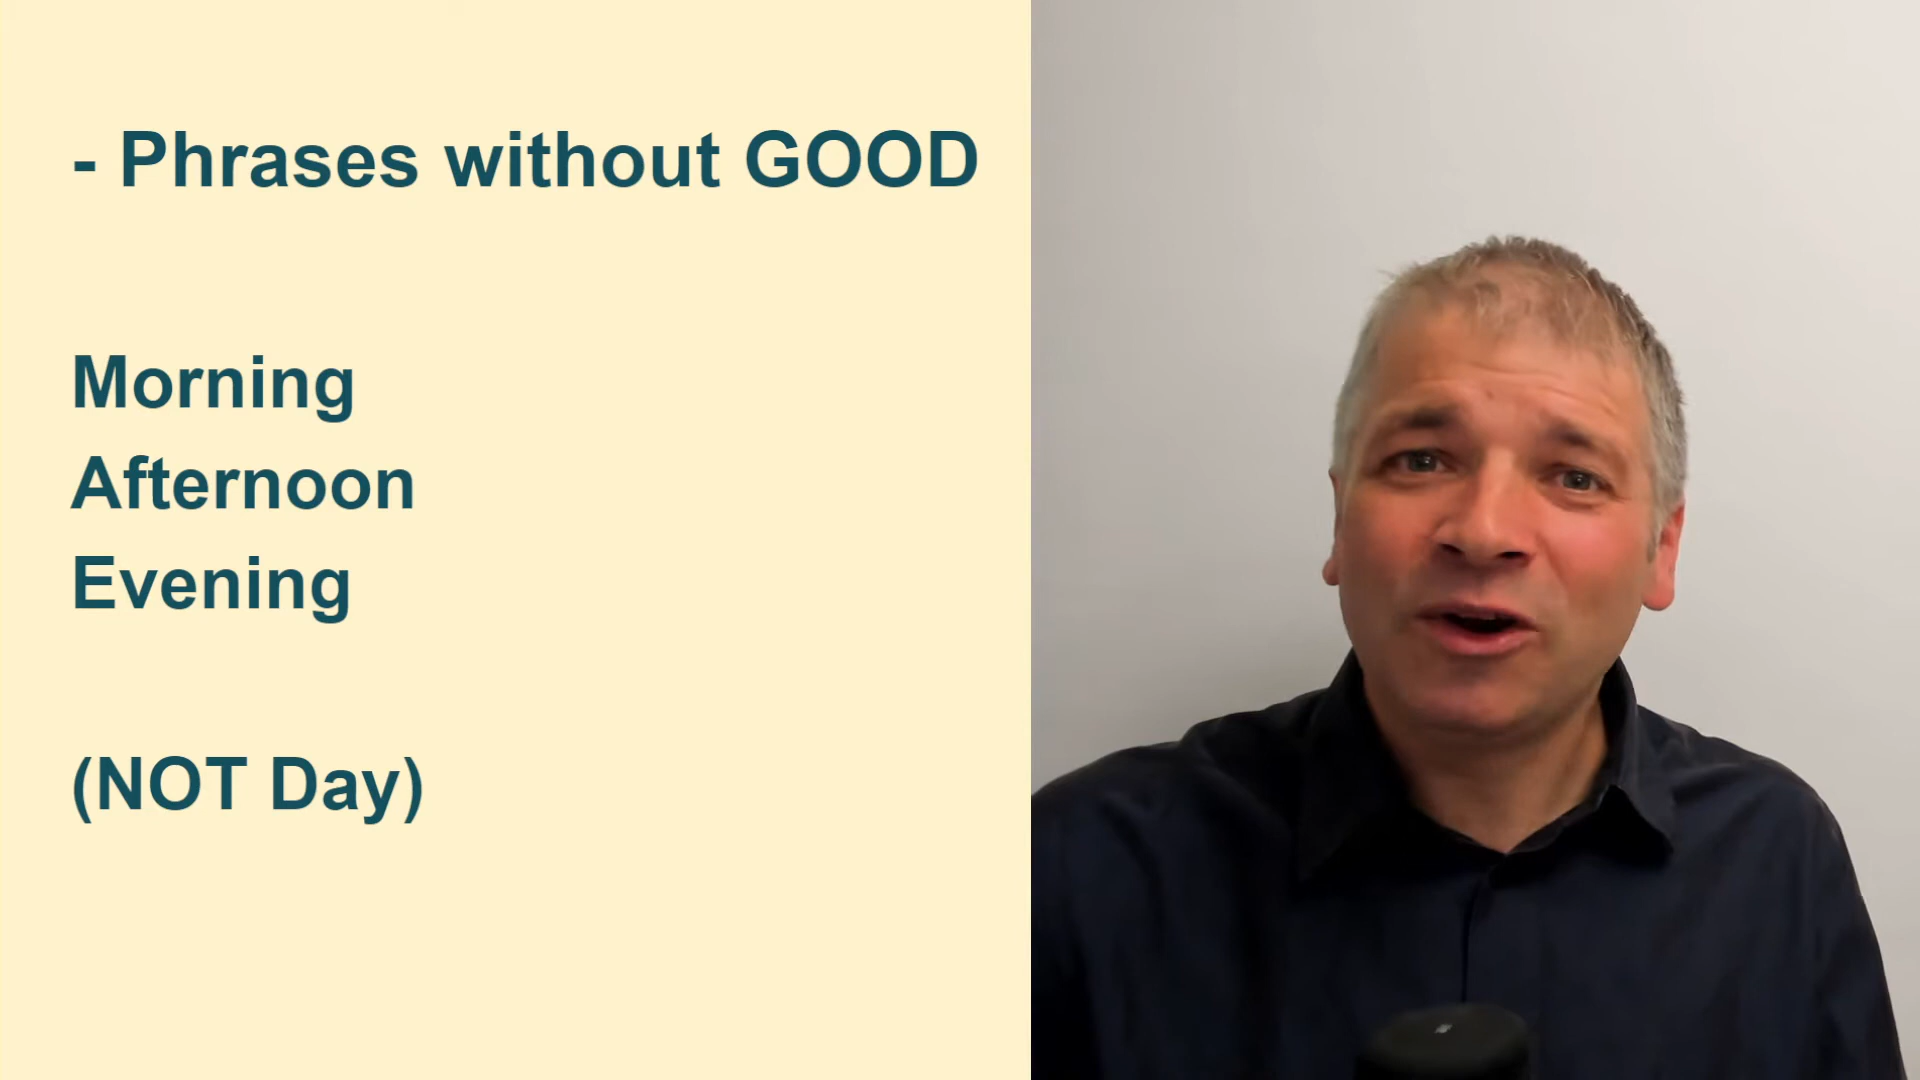 - Phrases without GOOD
Morning
Afternoon
Evening
(NOT Day)